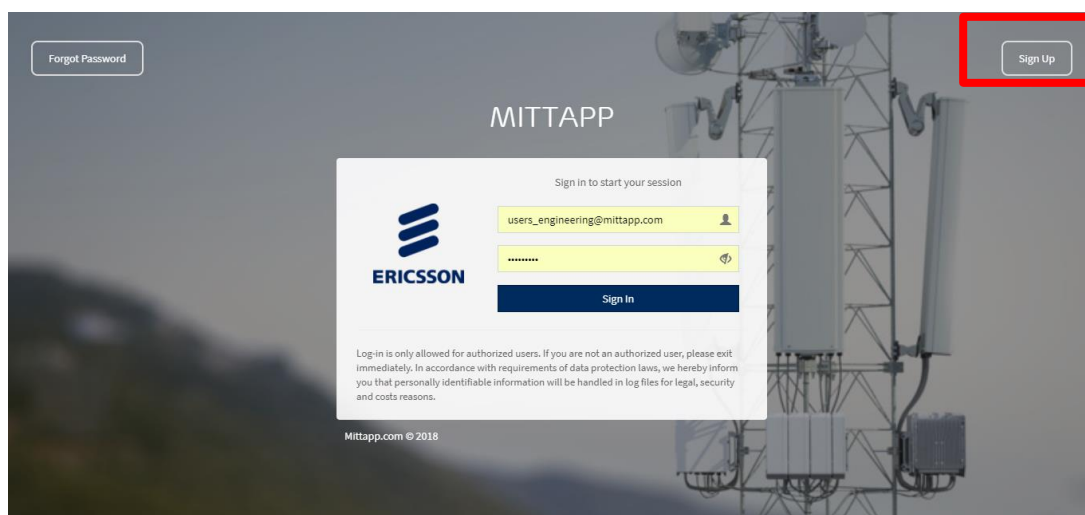 Forgot Password
Sign Up
MITTAPP
Sign in to start your session
users_engineering@mittapp.com
•••••••••
ERICSSON
Sign In
Log-in is only allowed for authorized users. If you are not an authorized user, please exit
immediately. In accordance with requirements of data protection laws, we hereby inform
you that personally identifiable information will be handled in log files for legal, security
and costs reasons.
Mittapp.com © 2018